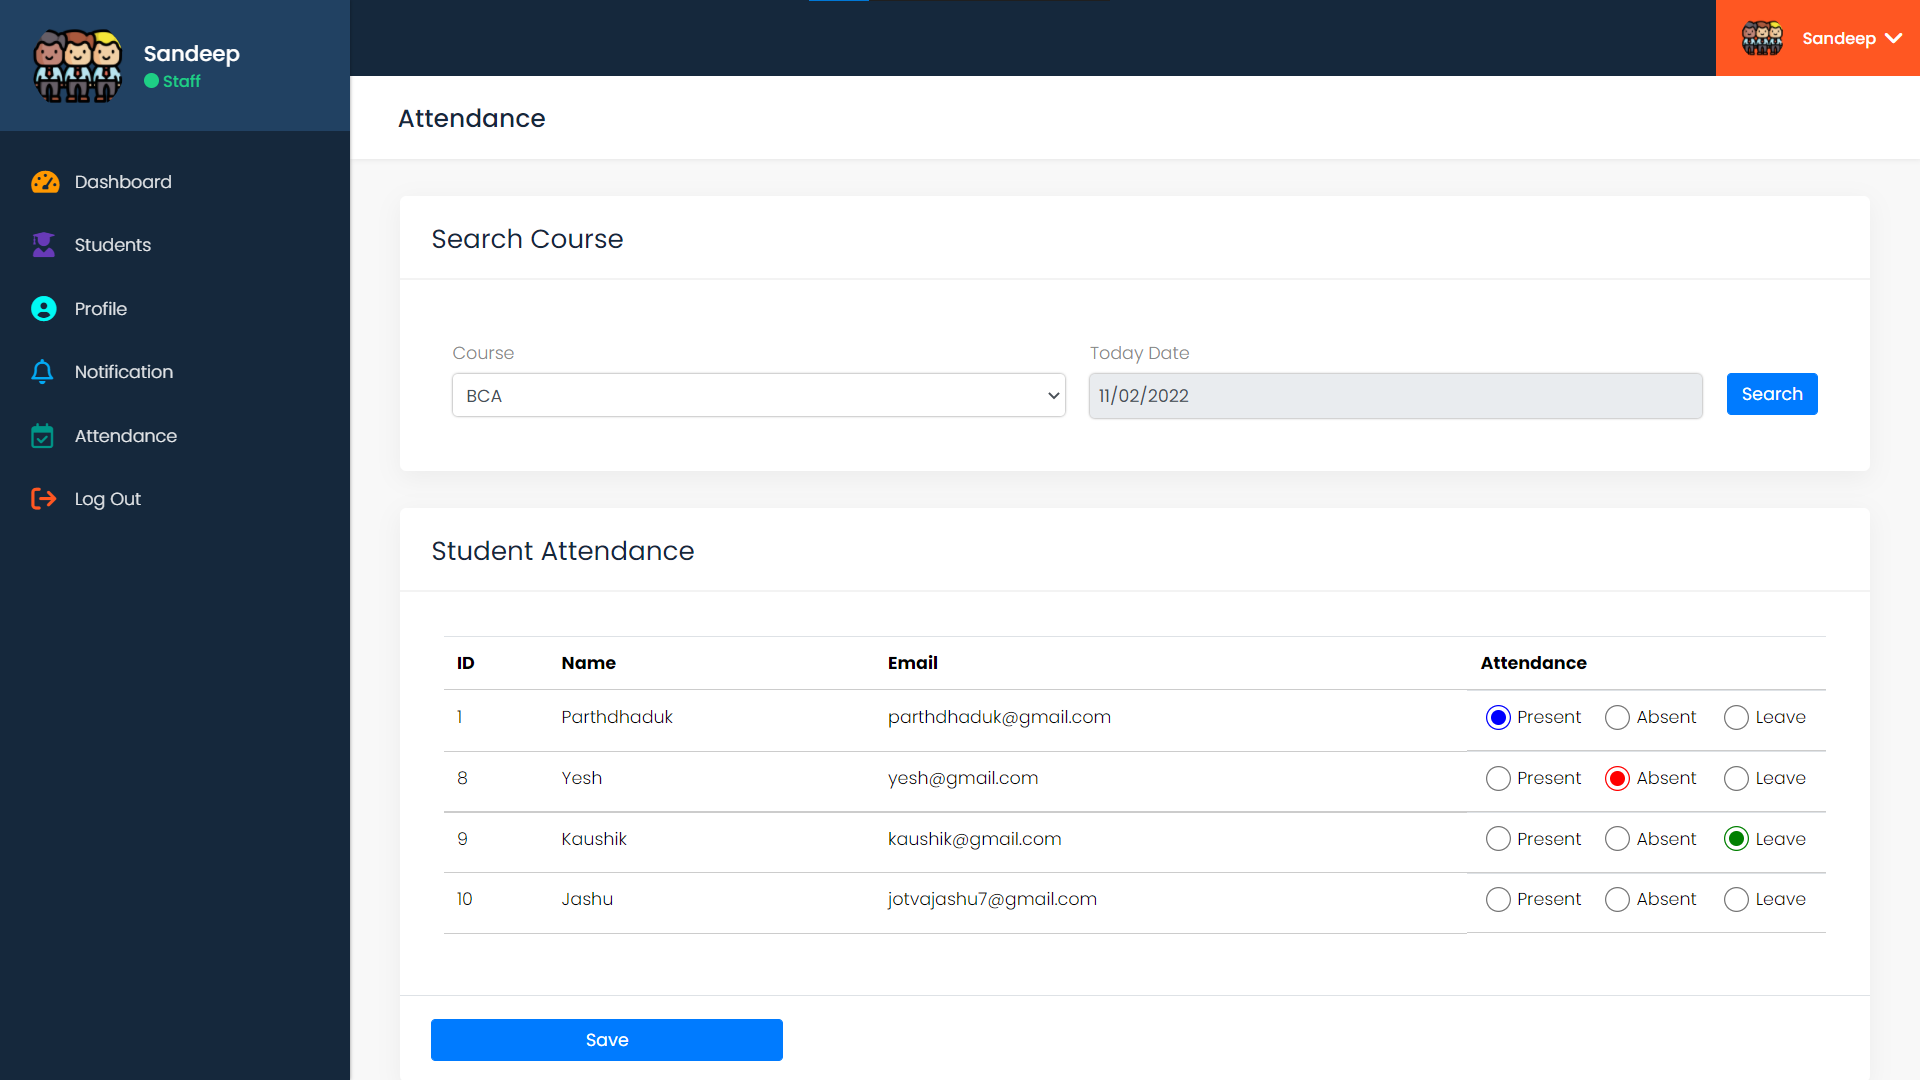 Sandeep
Staff
Sandeep
Dashboard
Students
Profile
Notification
Attendance
Log Out
Attendance
Search Course
Course Today Date
BCA 11/02/2022 Search
Student Attendance
ID Name Email Attendance
1 Parthdhaduk parthdhaduk@gmail.com Present Absent Leave
8 Yesh yesh@gmail.com Present Absent Leave
9 Kaushik kaushik@gmail.com Present Absent Leave
10 Jashu jotvajashu7@gmail.com Present Absent Leave
Save